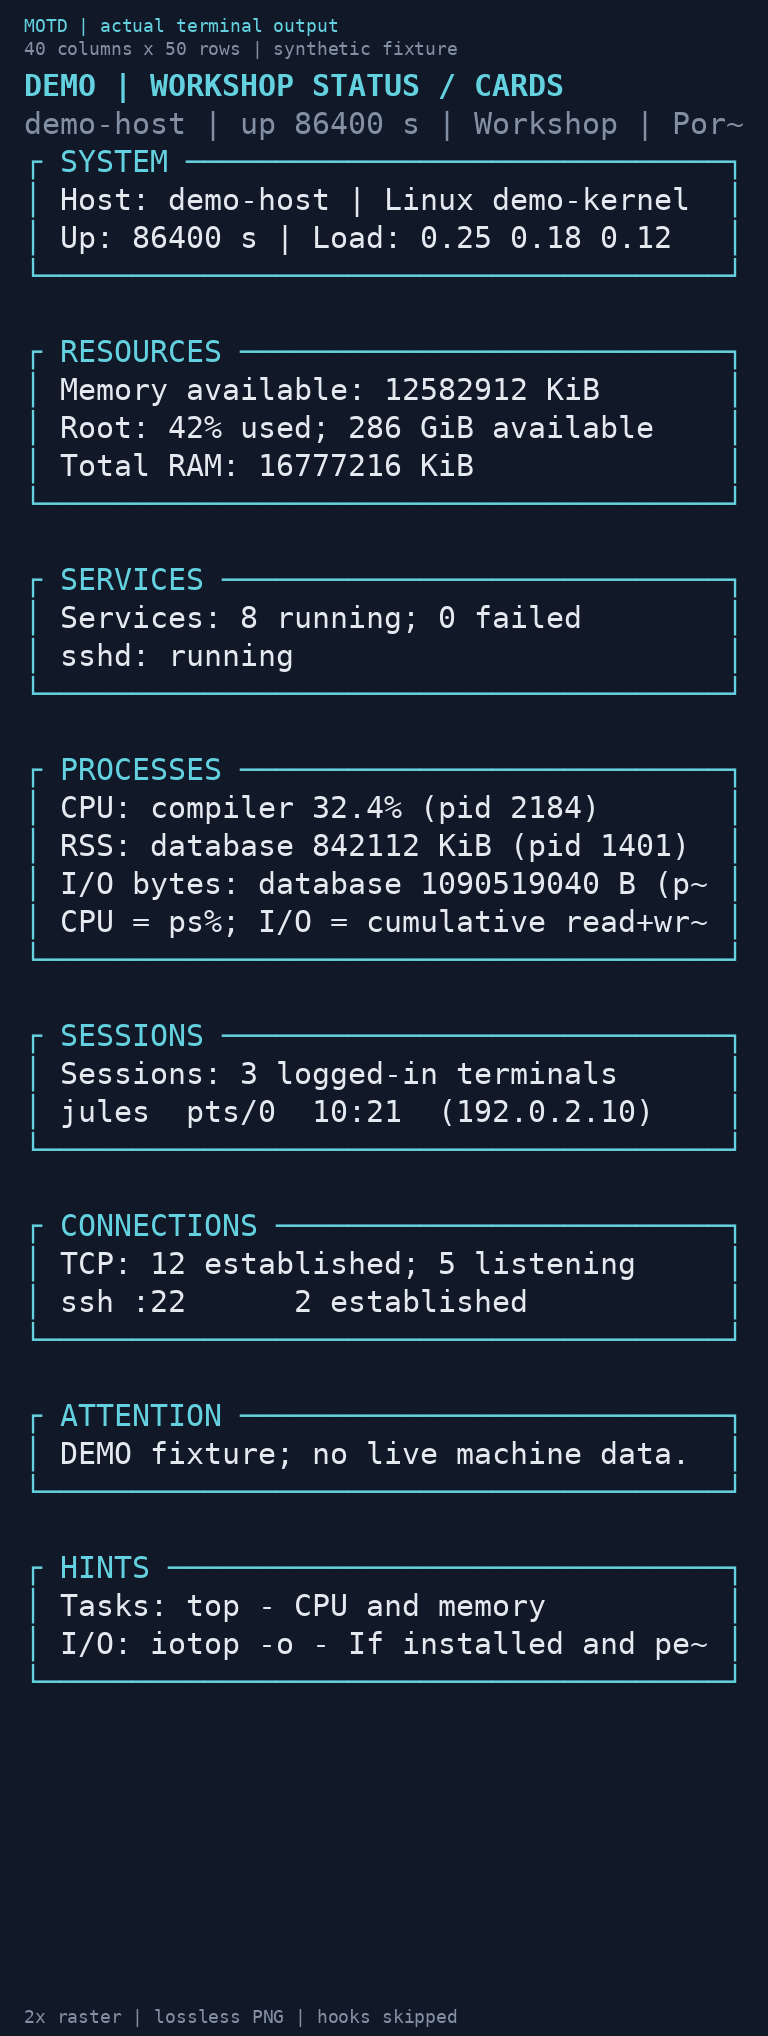 MOTD | actual terminal output
40 columns x 50 rows | synthetic fixture
DEMO | WORKSHOP STATUS / CARDS
demo-host | up 86400 s | Workshop | Por~
SYSTEM
Host: demo-host | Linux demo-kernel
Up: 86400 s | Load: 0.25 0.18 0.12
RESOURCES
Memory available: 12582912 KiB
Root: 42% used; 286 GiB available
Total RAM: 16777216 KiB
SERVICES
Services: 8 running; 0 failed
sshd: running
PROCESSES
CPU: compiler 32.4% (pid 2184)
RSS: database 842112 KiB (pid 1401)
I/O bytes: database 1090519040 B (p~
CPU = ps%; I/O = cumulative read+wr~
SESSIONS
Sessions: 3 logged-in terminals
jules  pts/0  10:21  (192.0.2.10)
CONNECTIONS
TCP: 12 established; 5 listening
ssh :22      2 established
ATTENTION
DEMO fixture; no live machine data.
HINTS
Tasks: top - CPU and memory
I/O: iotop -o - If installed and pe~
2x raster | lossless PNG | hooks skipped